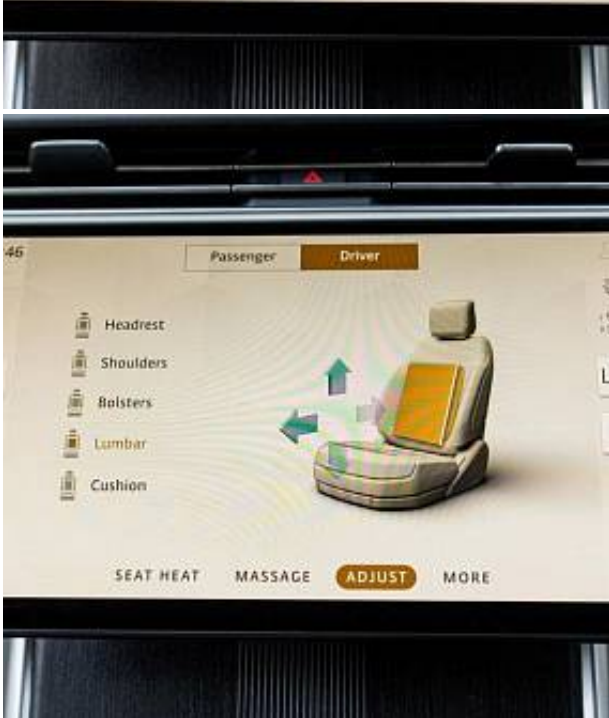 46
Passenger Driver
Headrest
Shoulders
Bolsters
Lumbar
Cushion
SEAT HEAT MASSAGE ADJUST MORE